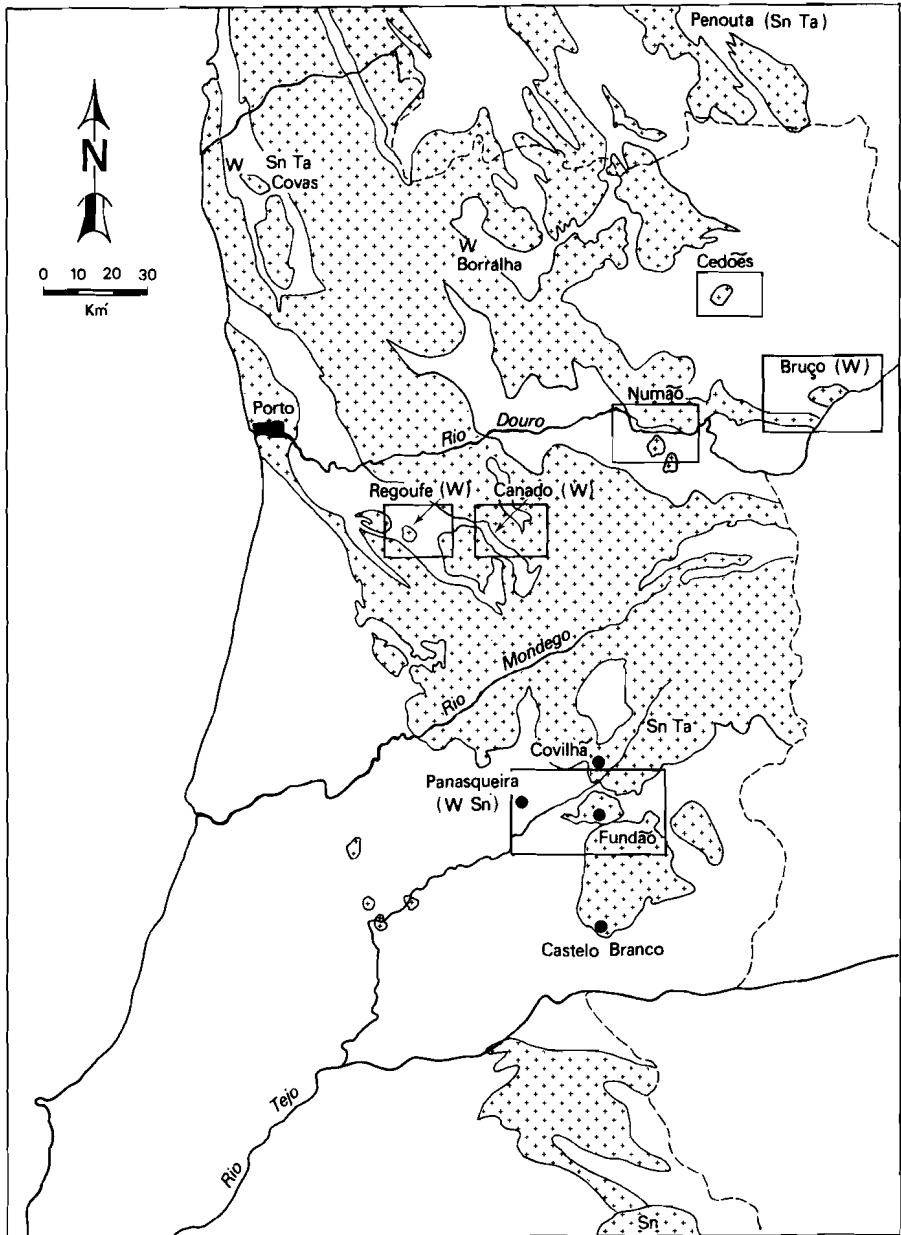 Penouta (Sn Ta)
N
W
Sn Ta
Covas
0 10 20 30
Km
W
Borralha
Cedões
Bruço (W)
Numão
Porto
Rio Douro
Regoufe (W)
Canado (W)
Rio Mondego
Sn Ta
Covilhã
Panasqueira
(W Sn)
Fundão
Castelo Branco
Rio Tejo
Sn